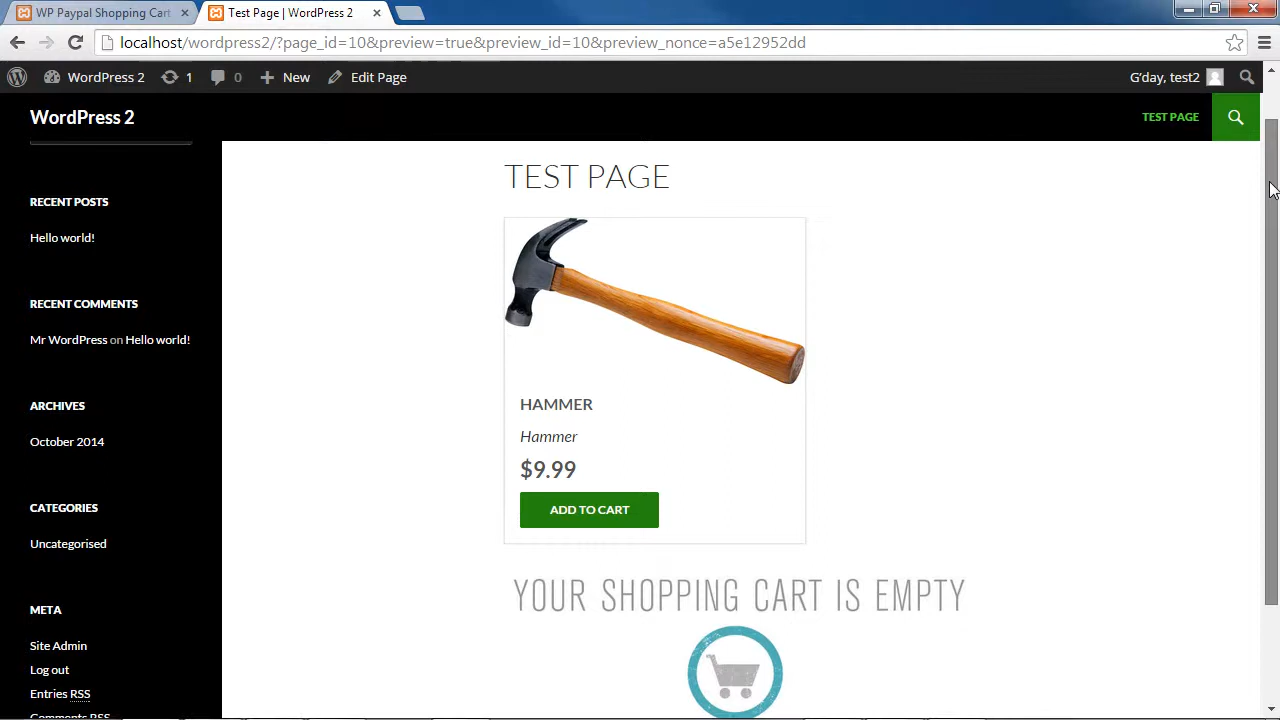 WP Paypal Shopping Cart
Test Page | WordPress 2
localhost/wordpress2/?page_id=10&preview=true&preview_id=10&preview_nonce=a5e12952dd
WordPress 2
1
0
New
Edit Page
G'day, test2
WordPress 2
TEST PAGE
TEST PAGE
RECENT POSTS
Hello world!
RECENT COMMENTS
Mr WordPress on Hello world!
ARCHIVES
October 2014
CATEGORIES
Uncategorised
META
Site Admin
Log out
Entries RSS
Comments RSS
HAMMER
Hammer
$9.99
ADD TO CART
YOUR SHOPPING CART IS EMPTY